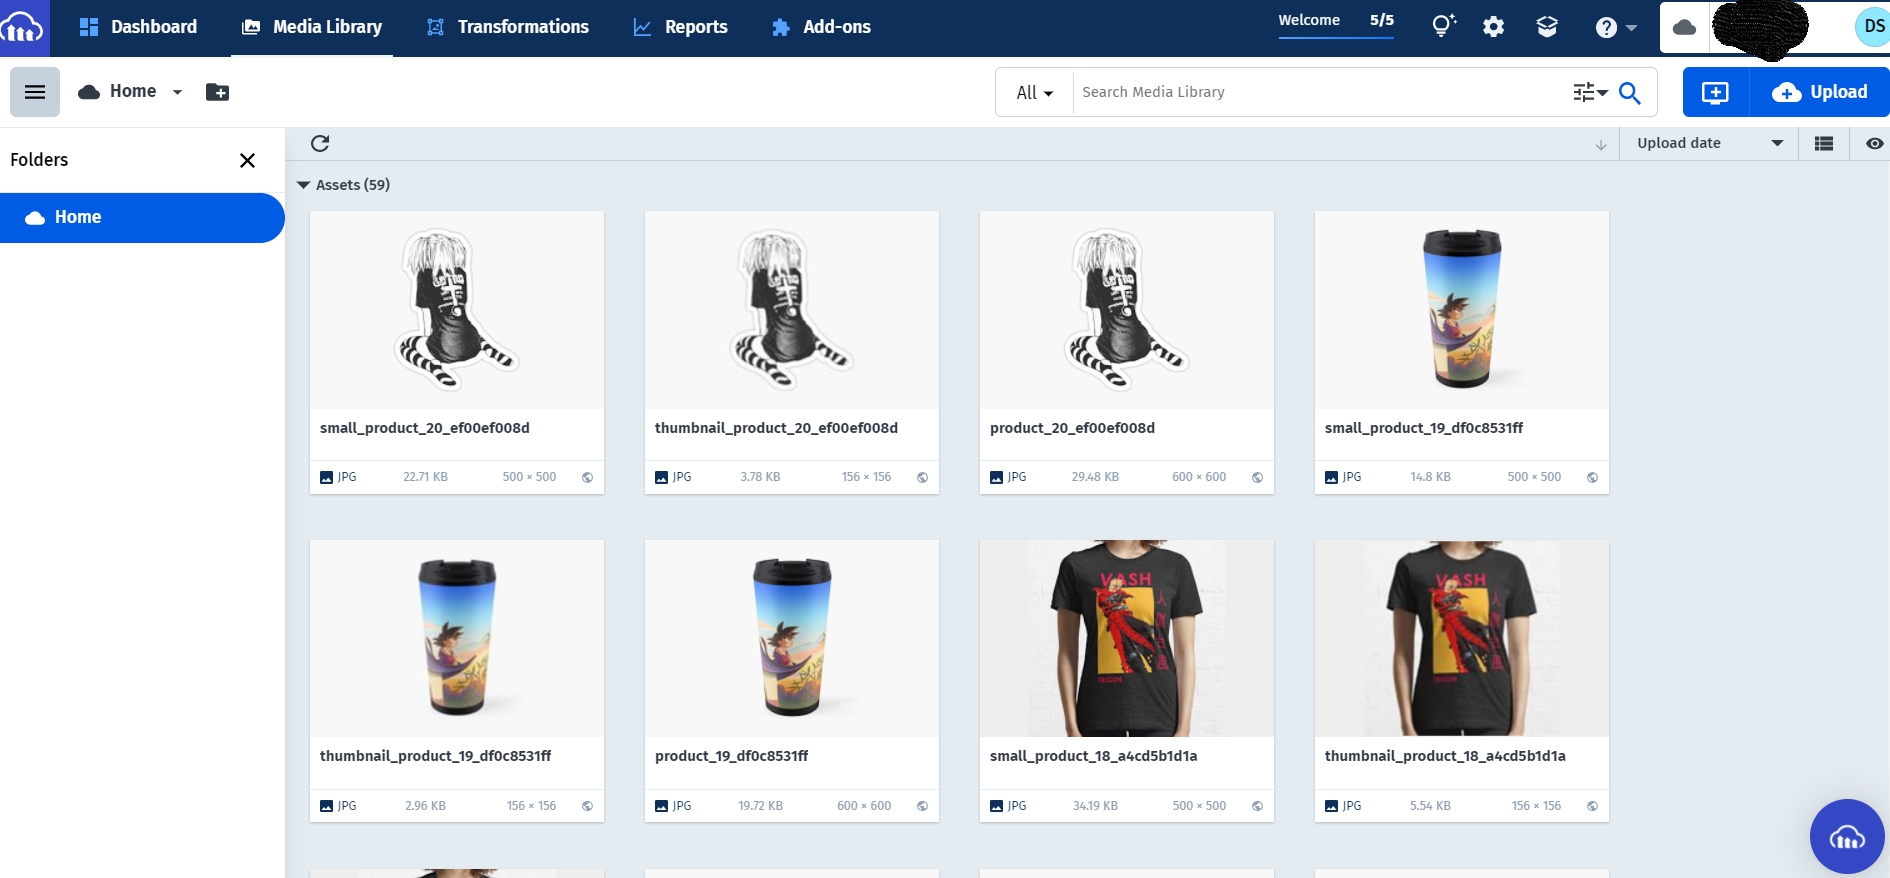 Dashboard
Media Library
Transformations
Reports
Add-ons
Welcome 5/5
DS
Home
All
Search Media Library
Upload
Folders
Upload date
Home
Assets (59)
small_product_20_ef00ef008d
JPG 22.71 KB 500 × 500
thumbnail_product_20_ef00ef008d
JPG 3.78 KB 156 × 156
product_20_ef00ef008d
JPG 29.48 KB 600 × 600
small_product_19_df0c8531ff
JPG 14.8 KB 500 × 500
thumbnail_product_19_df0c8531ff
JPG 2.96 KB 156 × 156
product_19_df0c8531ff
JPG 19.72 KB 600 × 600
VASH
TRIGUN
small_product_18_a4cd5b1d1a
JPG 34.19 KB 500 × 500
VASH
TRIGUN
thumbnail_product_18_a4cd5b1d1a
JPG 5.54 KB 156 × 156